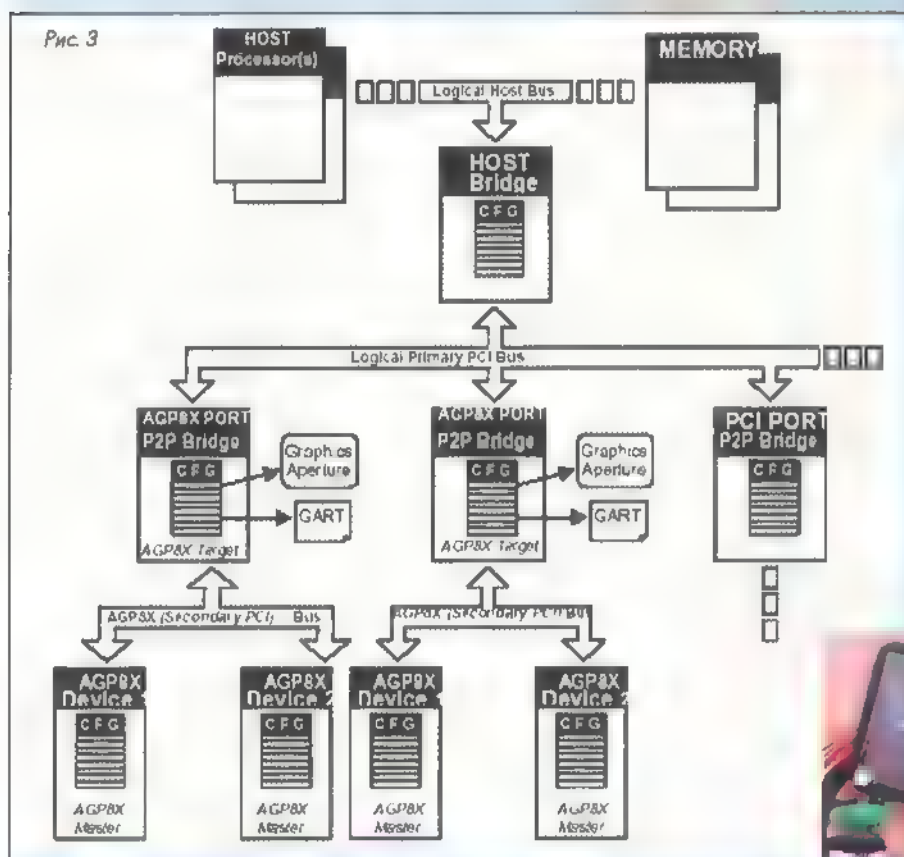 Рис. 3
HOST
Processor(s)
MEMORY
Logical Host Bus
HOST
Bridge
CFG
Logical Primary PCI Bus
AGP8X PORT
P2P Bridge
CFG
AGP8X Target
Graphics
Aperture
GART
AGP8X PORT
P2P Bridge
CFG
AGP8X Target
Graphics
Aperture
GART
PCI PORT
P2P Bridge
CFG
AGP8X (Secondary PCI) Bus
AGP8X (Secondary PCI) Bus
AGP8X
Device
CFG
AGP8X
Master
AGP8X
Device 2
CFG
AGP8X
Master
AGP8X
Device
CFG
AGP8X
Master
AGP8X
Device 2
CFG
AGP8X
Master